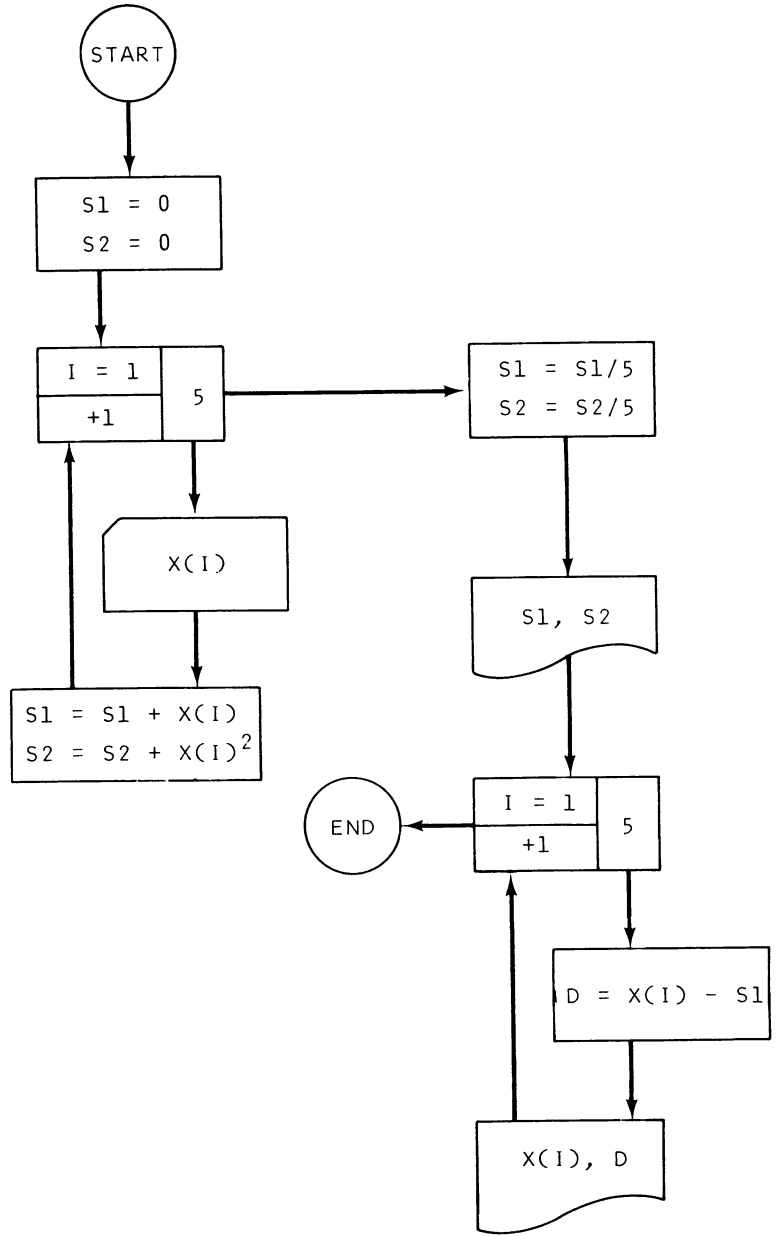 START
S1 = 0
S2 = 0
I = 1
+1
5
X(I)
S1 = S1 + X(I)
S2 = S2 + X(I)²
S1 = S1/5
S2 = S2/5
S1, S2
I = 1
+1
5
END
D = X(I) - S1
X(I), D